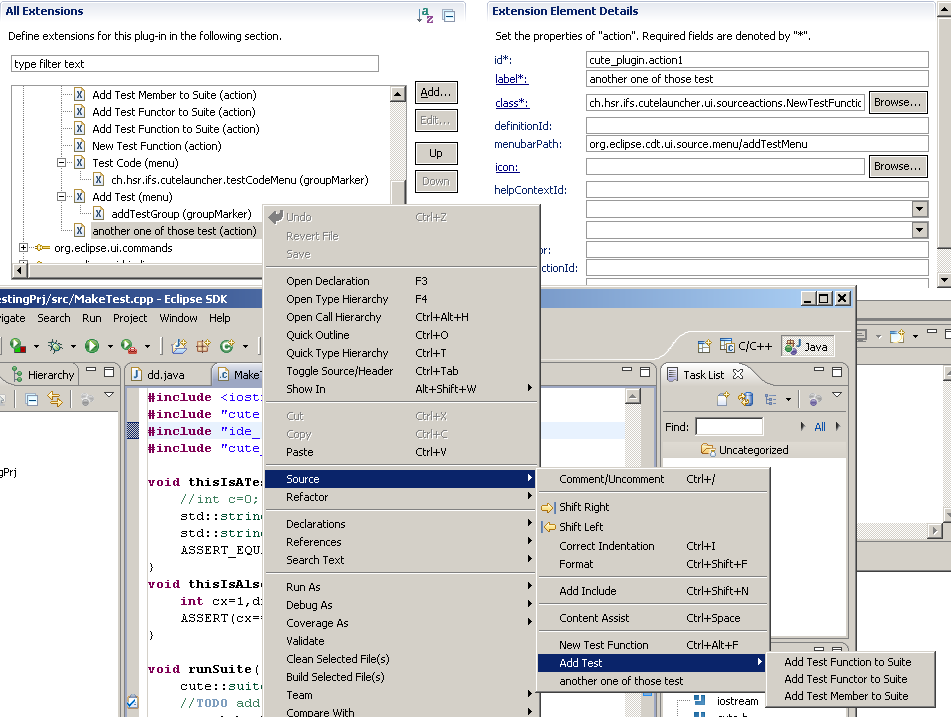 All Extensions
Define extensions for this plug-in in the following section.
type filter text
Add Test Member to Suite (action)
Add Test Functor to Suite (action)
Add Test Function to Suite (action)
New Test Function (action)
Test Code (menu)
ch.hsr.ifs.cutelauncher.testCodeMenu (groupMarker)
Add Test (menu)
addTestGroup (groupMarker)
another one of those test (action)
org.eclipse.ui.commands
Add...
Edit...
Up
Down
Extension Element Details
Set the properties of "action". Required fields are denoted by "*".
id*: cute_plugin.action1
label*: another one of those test
class*: ch.hsr.ifs.cutelauncher.ui.sourceactions.NewTestFunctic Browse...
definitionId:
menubarPath: org.eclipse.cdt.ui.source.menu/addTestMenu
icon: Browse...
helpContextId:
or:
ctionId:
Undo Ctrl+Z
Revert File
Save
Open Declaration F3
Open Type Hierarchy F4
Open Call Hierarchy Ctrl+Alt+H
Quick Outline Ctrl+O
Quick Type Hierarchy Ctrl+T
Toggle Source/Header Ctrl+Tab
Show In Alt+Shift+W
Cut Ctrl+X
Copy Ctrl+C
Paste Ctrl+V
Source
Refactor
Declarations
References
Search Text
Run As
Debug As
Coverage As
Validate
Clean Selected File(s)
Build Selected File(s)
Team
Compare With
estingPrj/src/MakeTest.cpp - Eclipse SDK
vigate Search Run Project Window Help
C/C++ Java
Hierarchy
dd.java
MakeT
ngPrj
#include <iost
#include "cute
#include "ide_
#include "cute_
void thisIsATes
//int c=0;
std::string
std::string
ASSERT_EQUA
}
void thisIsAlso
int cx=1,d
ASSERT(cx==
}
void runSuite(
cute::suite
//TODO add
Task List
Find: All
Uncategorized
Comment/Uncomment Ctrl+/
Shift Right
Shift Left
Correct Indentation Ctrl+I
Format Ctrl+Shift+F
Add Include Ctrl+Shift+N
Content Assist Ctrl+Space
New Test Function Ctrl+Alt+F
Add Test
another one of those test
Add Test Function to Suite
Add Test Functor to Suite
Add Test Member to Suite
iostream